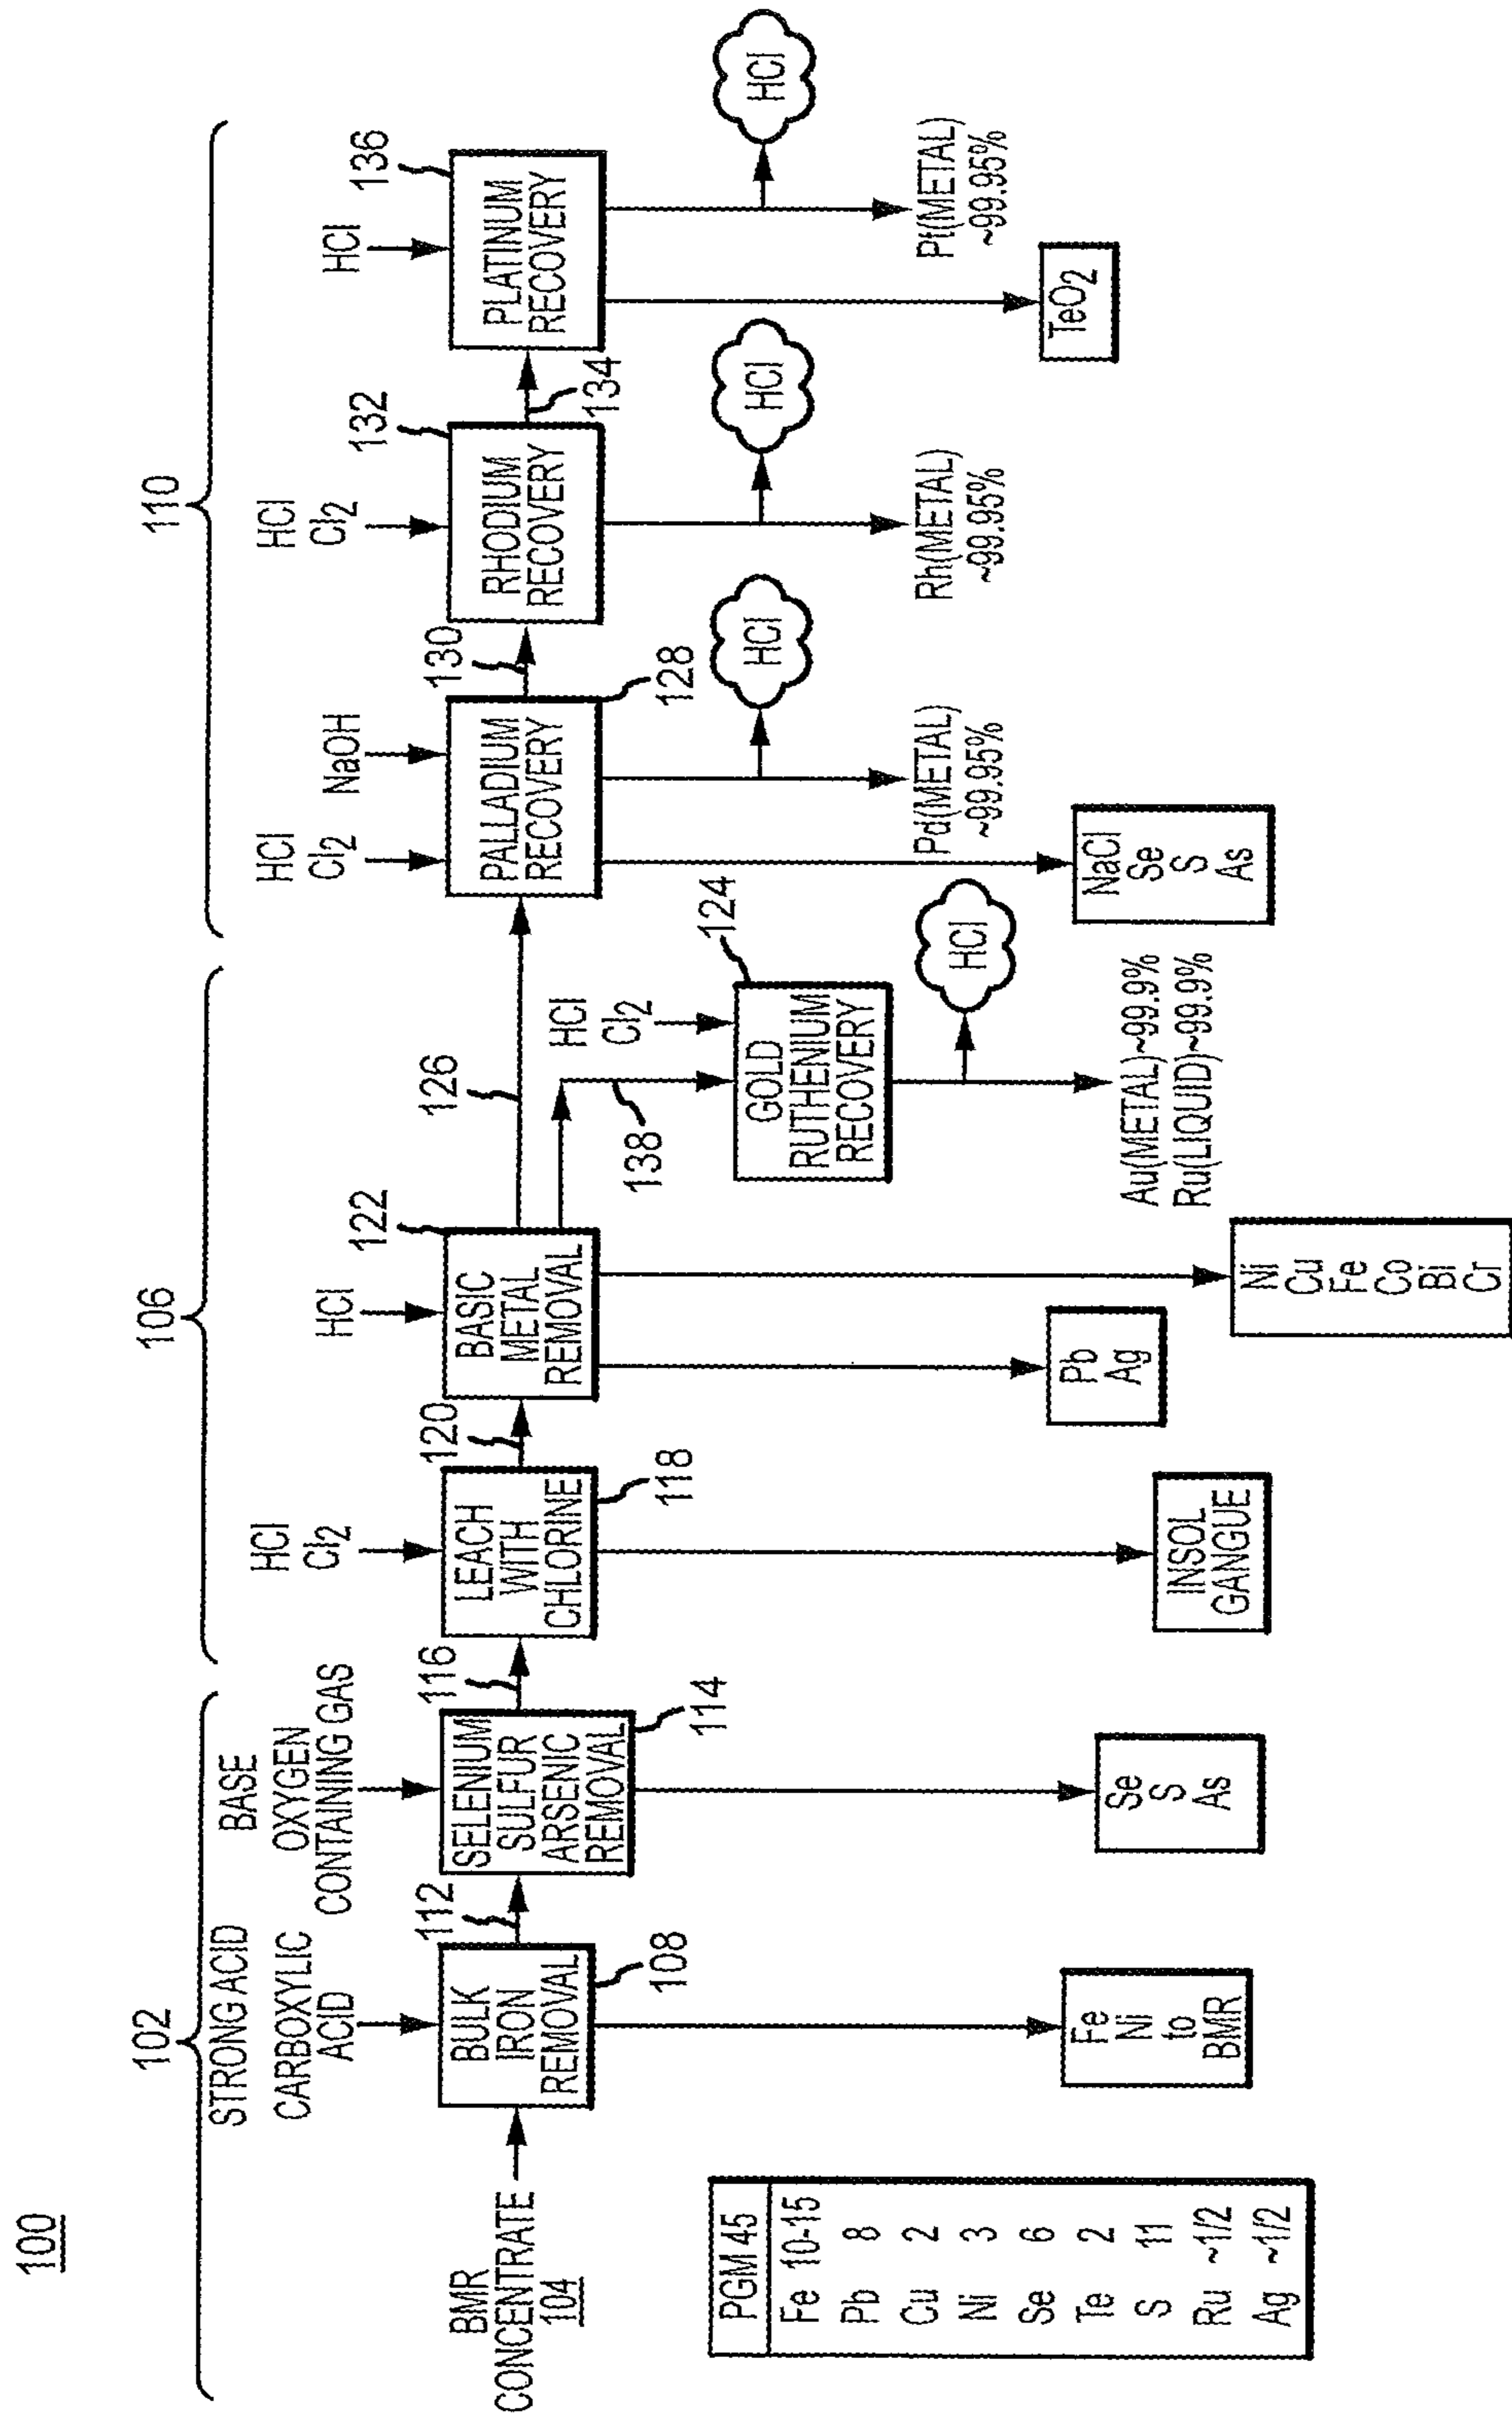 100
102
106
110
STRONG ACID
CARBOXYLIC
ACID
BASE
OXYGEN
CONTAINING GAS
HCl
Cl2
HCl
HCl
Cl2
NaOH
HCl
Cl2
HCl
BMR
CONCENTRATE
104
BULK
IRON
REMOVAL
108
112
SELENIUM
SULFUR
ARSENIC
REMOVAL
114
116
LEACH
WITH
CHLORINE
118
120
BASIC
METAL
REMOVAL
122
126
138
HCl
Cl2
GOLD
RUTHENIUM
RECOVERY
124
PALLADIUM
RECOVERY
128
130
RHODIUM
RECOVERY
132
134
PLATINUM
RECOVERY
136
HCl
HCl
HCl
HCl
Fe
Ni
to
BMR
Se
S
As
INSOL
GANGUE
Pb
Ag
Ni
Cu
Fe
Co
Bi
Cr
Au(METAL)~99.9%
Ru(LIQUID)~99.9%
NaCl
Se
S
As
Pd(METAL)
~99.95%
Rh(METAL)
~99.95%
TeO2
Pt(METAL)
~99.95%
PGM 45
Fe 10-15
Pb 8
Cu 2
Ni 3
Se 6
Te 2
S 11
Ru ~1/2
Ag ~1/2